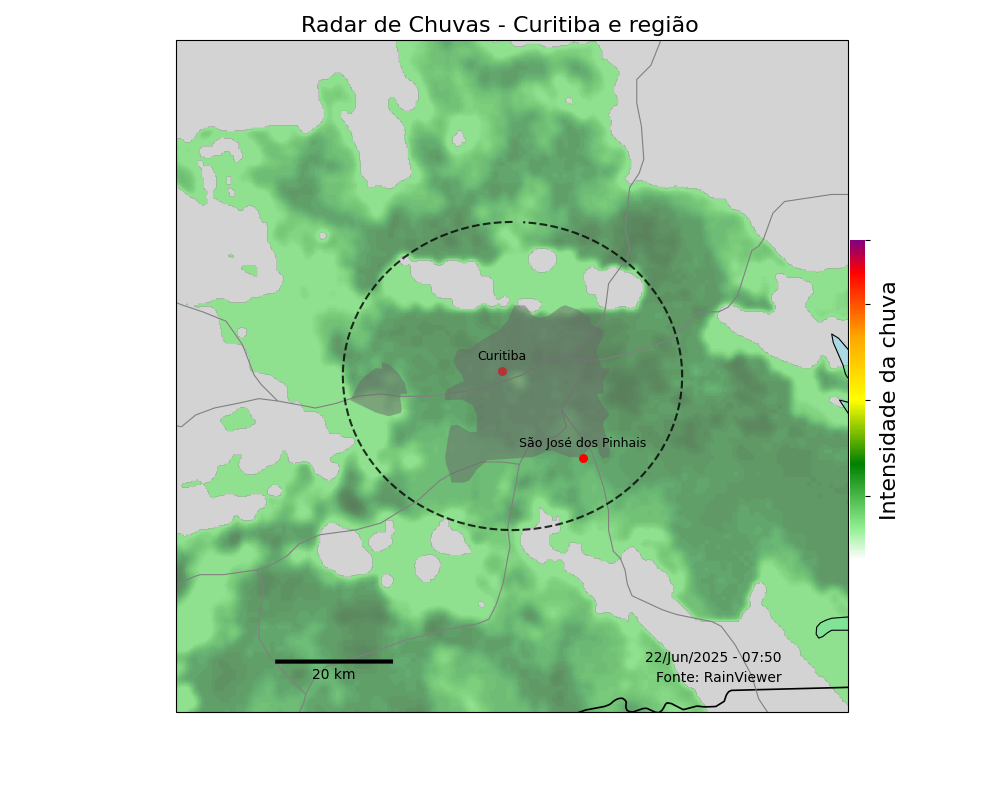 Radar de Chuvas - Curitiba e região
Curitiba
São José dos Pinhais
Intensidade da chuva
22/Jun/2025 - 07:50
Fonte: RainViewer
20 km